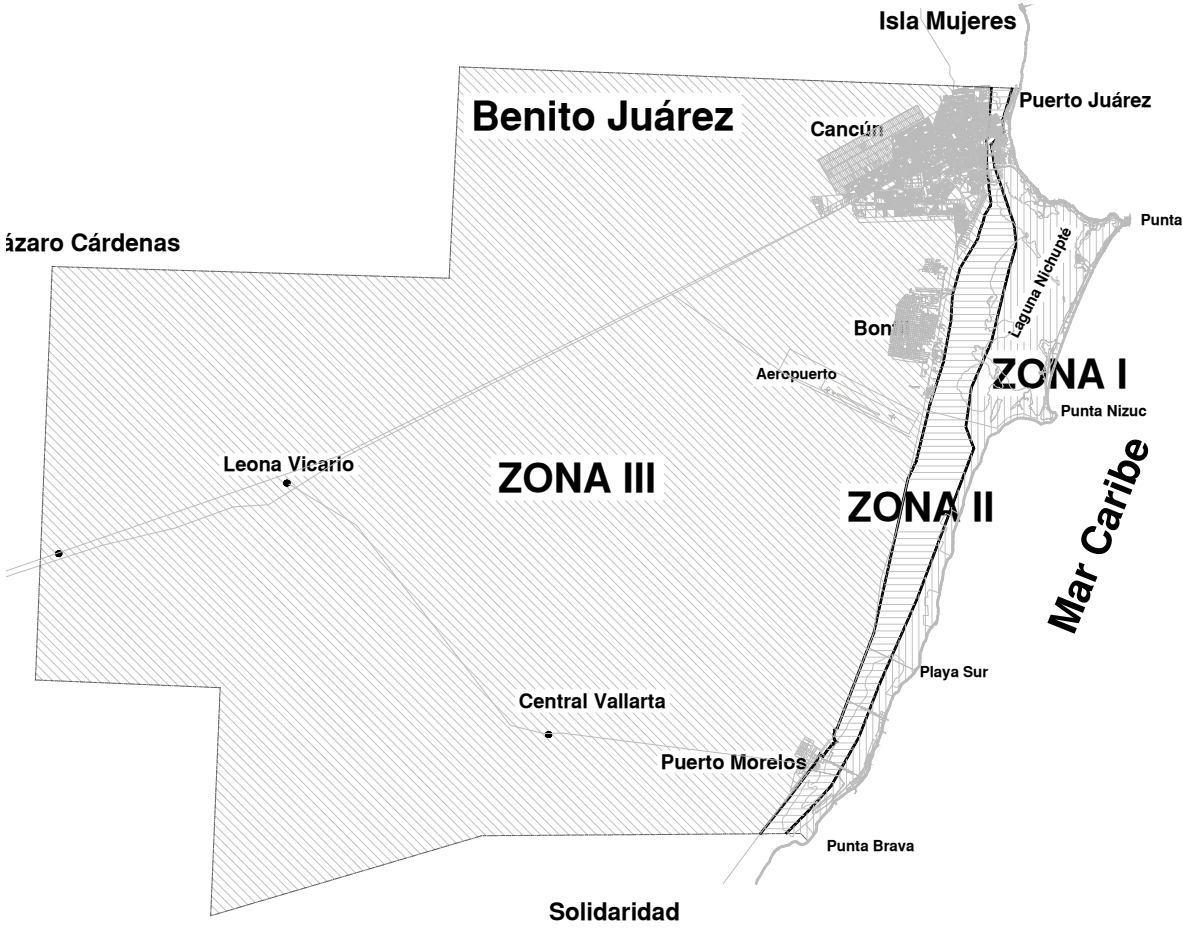 Isla Mujeres
Puerto Juárez
Benito Juárez
Cancún
Punta
ázaro Cárdenas
Laguna Nichupté
Aeropuerto
ZONA I
Punta Nizuc
Leona Vicario
ZONA III
ZONA II
Mar Caribe
Playa Sur
Central Vallarta
Puerto Morelos
Punta Brava
Solidaridad